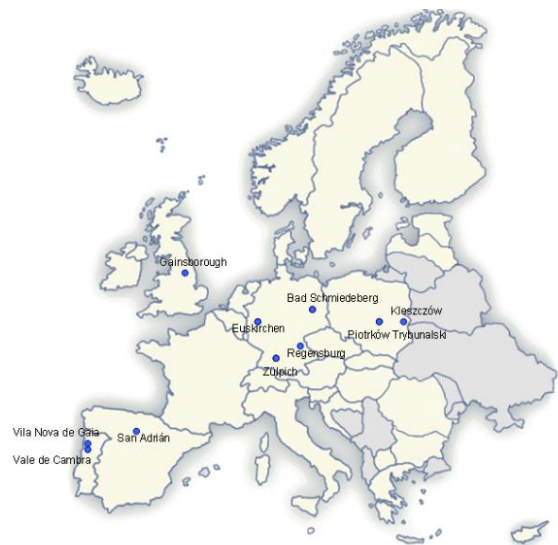 Gainsborough
Bad Schmiedeberg
Kleszczów
Euskirchen
Piotrków Trybunalski
Regensburg
Zülpich
Vila Nova de Gaia
San Adrián
Vale de Cambra